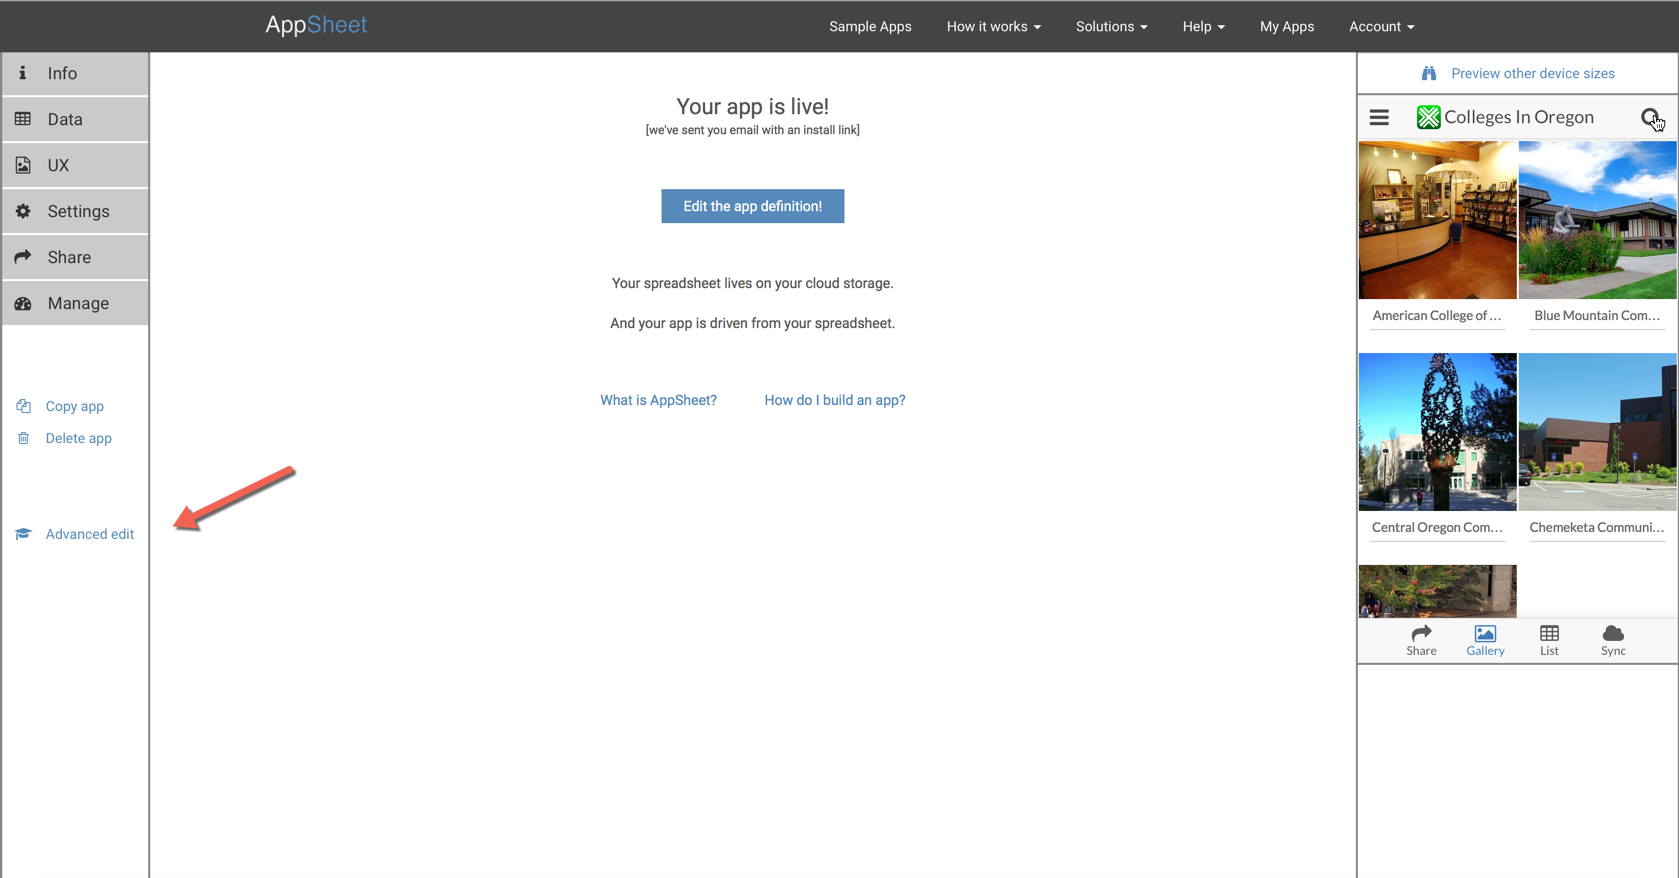 AppSheet
Sample Apps
How it works
Solutions
Help
My Apps
Account
Info
Data
UX
Settings
Share
Manage
Copy app
Delete app
Advanced edit
Your app is live!
[we've sent you email with an install link]
Edit the app definition!
Your spreadsheet lives on your cloud storage.
And your app is driven from your spreadsheet.
What is AppSheet?
How do I build an app?
Preview other device sizes
Colleges In Oregon
American College of ...
Blue Mountain Com...
Central Oregon Com...
Chemeketa Communi...
Share
Gallery
List
Sync